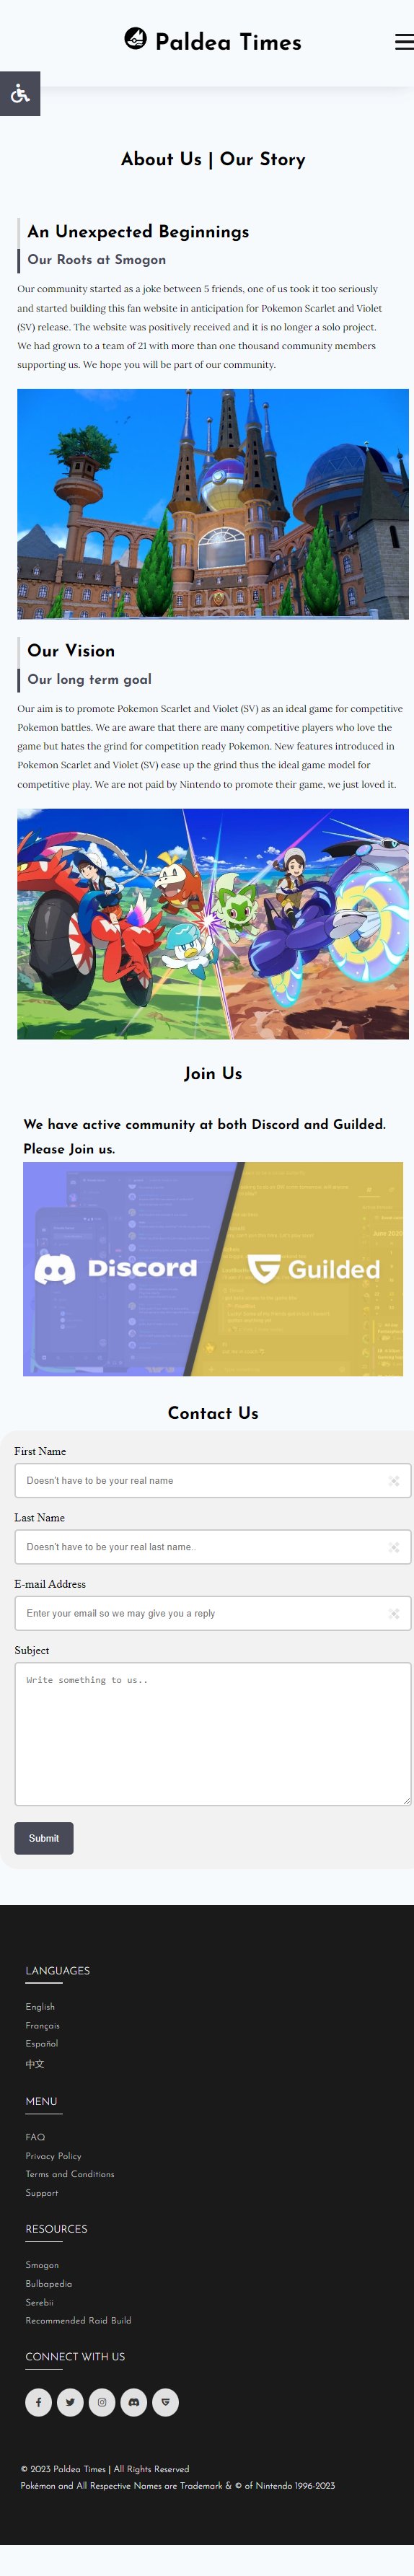 Paldea Times
About Us | Our Story
An Unexpected Beginnings
Our Roots at Smogon
Our community started as a joke between 5 friends, one of us took it too seriously
and started building this fan website in anticipation for Pokemon Scarlet and Violet
(SV) release. The website was positively received and it is no longer a solo project.
We had grown to a team of 21 with more than one thousand community members
supporting us. We hope you will be part of our community.
Our Vision
Our long term goal
Our aim is to promote Pokemon Scarlet and Violet (SV) as an ideal game for competitive
Pokemon battles. We are aware that there are many competitive players who love the
game but hates the grind for competition ready Pokemon. New features introduced in
Pokemon Scarlet and Violet (SV) ease up the grind thus the ideal game model for
competitive play. We are not paid by Nintendo to promote their game, we just loved it.
Join Us
We have active community at both Discord and Guilded.
Please Join us.
Discord
Guilded
Contact Us
First Name
Doesn't have to be your real name
Last Name
Doesn't have to be your real last name..
E-mail Address
Enter your email so we may give you a reply
Subject
Write something to us..
Submit
LANGUAGES
English
Français
Español
中文
MENU
FAQ
Privacy Policy
Terms and Conditions
Support
RESOURCES
Smogon
Bulbapedia
Serebii
Recommended Raid Build
CONNECT WITH US
© 2023 Paldea Times | All Rights Reserved
Pokémon and All Respective Names are Trademark & © of Nintendo 1996-2023